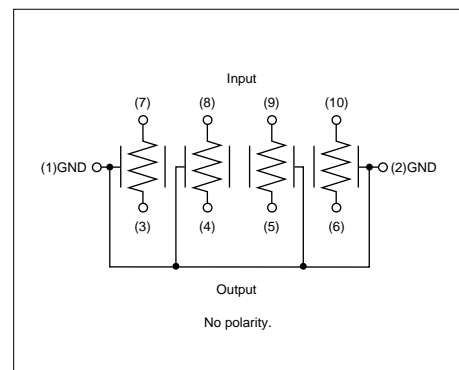 Input
(7) (8) (9) (10)
(1)GND (2)GND
(3) (4) (5) (6)
Output
No polarity.